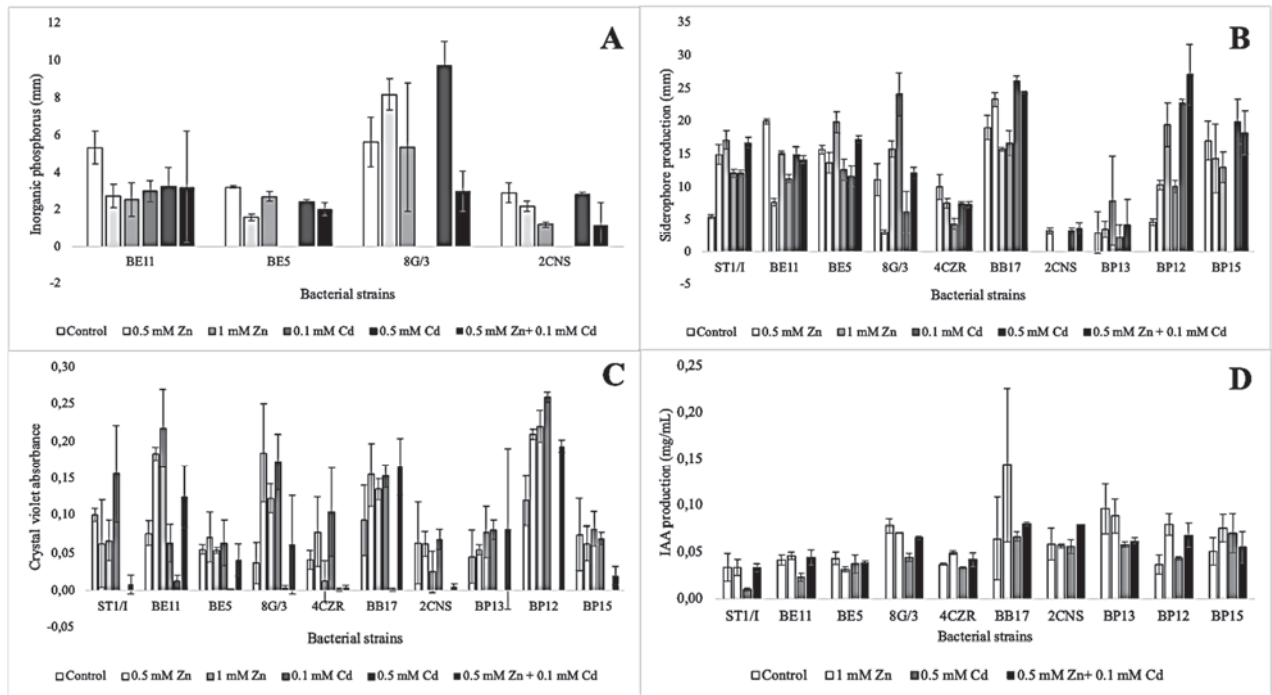 A
Inorganic phosphorus (mm)
12
10
8
6
4
2
0
-2
BE11 BE5 8G/3 2CNS
Bacterial strains
Control 0.5 mM Zn 1 mM Zn 0.1 mM Cd 0.5 mM Cd 0.5 mM Zn+ 0.1 mM Cd
B
Siderophore production (mm)
35
30
25
20
15
10
5
0
-5
ST1/I BE11 BE5 8G/3 4CZR BB17 2CNS BP13 BP12 BP15
Bacterial strains
Control 0.5 mM Zn 1 mM Zn 0.1 mM Cd 0.5 mM Cd 0.5 mM Zn + 0.1 mM Cd
C
Crystal violet absorbance
0,30
0,25
0,20
0,15
0,10
0,05
0,00
-0,05
ST1/I BE11 BE5 8G/3 4CZR BB17 2CNS BP13 BP12 BP15
Bacterial strains
Control 0.5 mM Zn 1 mM Zn 0.1 mM Cd 0.5 mM Cd 0.5 mM Zn + 0.1 mM Cd
D
IAA production (mg/mL)
0,25
0,20
0,15
0,10
0,05
0,00
ST1/I BE11 BE5 8G/3 4CZR BB17 2CNS BP13 BP12 BP15
Bacterial strains
Control 1 mM Zn 0.5 mM Cd 0.5 mM Zn+ 0.1 mM Cd